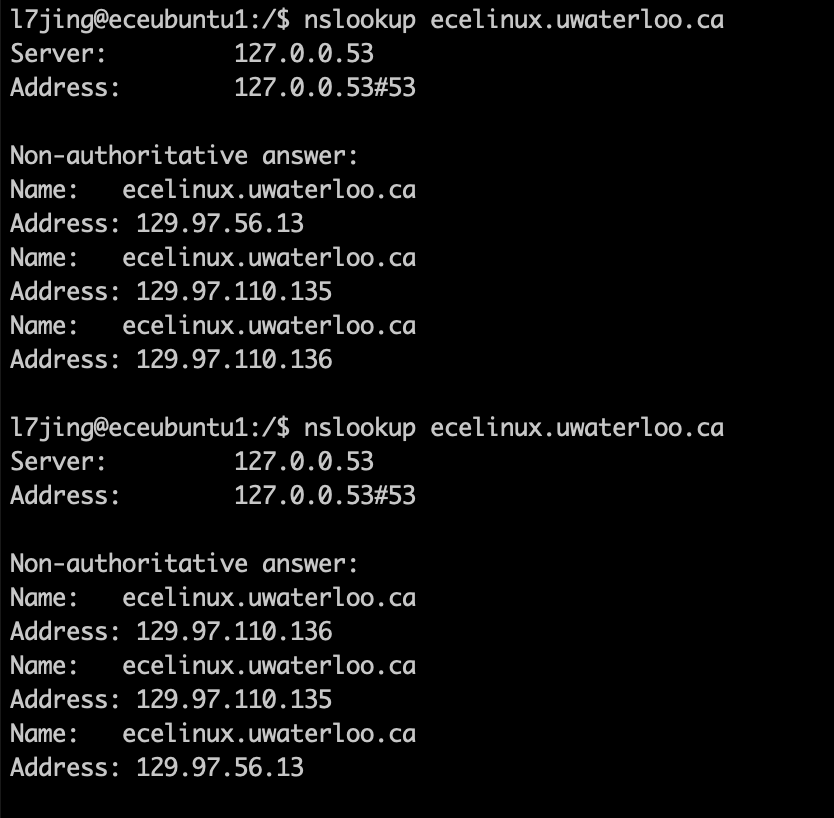 l7jing@eceubuntu1:/$ nslookup ecelinux.uwaterloo.ca
Server:         127.0.0.53
Address:        127.0.0.53#53

Non-authoritative answer:
Name:   ecelinux.uwaterloo.ca
Address: 129.97.56.13
Name:   ecelinux.uwaterloo.ca
Address: 129.97.110.135
Name:   ecelinux.uwaterloo.ca
Address: 129.97.110.136

l7jing@eceubuntu1:/$ nslookup ecelinux.uwaterloo.ca
Server:         127.0.0.53
Address:        127.0.0.53#53

Non-authoritative answer:
Name:   ecelinux.uwaterloo.ca
Address: 129.97.110.136
Name:   ecelinux.uwaterloo.ca
Address: 129.97.110.135
Name:   ecelinux.uwaterloo.ca
Address: 129.97.56.13